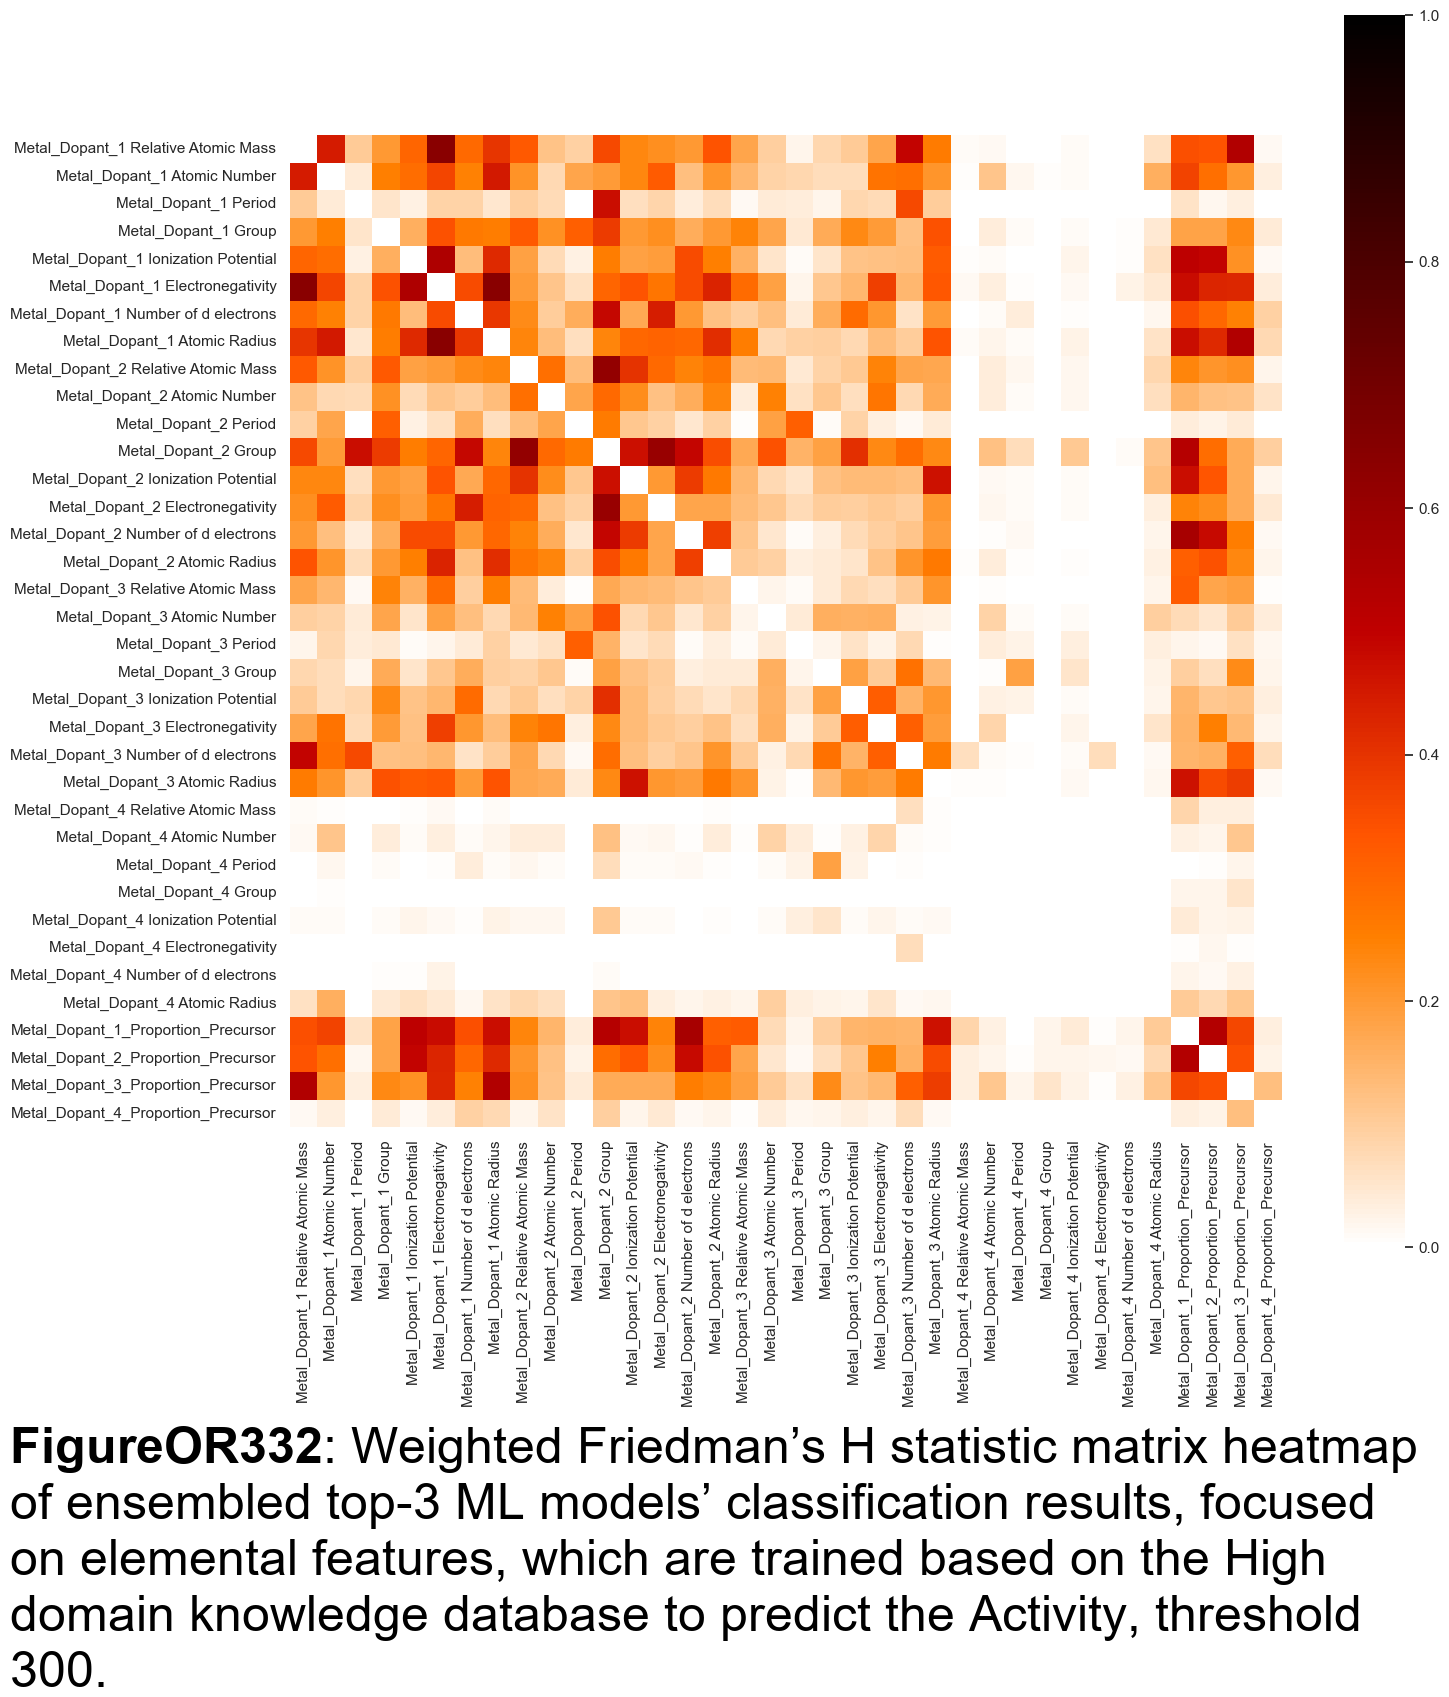 1.0
0.8
0.6
0.4
0.2
0.0
Metal_Dopant_1 Relative Atomic Mass
Metal_Dopant_1 Atomic Number
Metal_Dopant_1 Period
Metal_Dopant_1 Group
Metal_Dopant_1 Ionization Potential
Metal_Dopant_1 Electronegativity
Metal_Dopant_1 Number of d electrons
Metal_Dopant_1 Atomic Radius
Metal_Dopant_2 Relative Atomic Mass
Metal_Dopant_2 Atomic Number
Metal_Dopant_2 Period
Metal_Dopant_2 Group
Metal_Dopant_2 Ionization Potential
Metal_Dopant_2 Electronegativity
Metal_Dopant_2 Number of d electrons
Metal_Dopant_2 Atomic Radius
Metal_Dopant_3 Relative Atomic Mass
Metal_Dopant_3 Atomic Number
Metal_Dopant_3 Period
Metal_Dopant_3 Group
Metal_Dopant_3 Ionization Potential
Metal_Dopant_3 Electronegativity
Metal_Dopant_3 Number of d electrons
Metal_Dopant_3 Atomic Radius
Metal_Dopant_4 Relative Atomic Mass
Metal_Dopant_4 Atomic Number
Metal_Dopant_4 Period
Metal_Dopant_4 Group
Metal_Dopant_4 Ionization Potential
Metal_Dopant_4 Electronegativity
Metal_Dopant_4 Number of d electrons
Metal_Dopant_4 Atomic Radius
Metal_Dopant_1_Proportion_Precursor
Metal_Dopant_2_Proportion_Precursor
Metal_Dopant_3_Proportion_Precursor
Metal_Dopant_4_Proportion_Precursor
Metal_Dopant_1 Relative Atomic Mass
Metal_Dopant_1 Atomic Number
Metal_Dopant_1 Period
Metal_Dopant_1 Group
Metal_Dopant_1 Ionization Potential
Metal_Dopant_1 Electronegativity
Metal_Dopant_1 Number of d electrons
Metal_Dopant_1 Atomic Radius
Metal_Dopant_2 Relative Atomic Mass
Metal_Dopant_2 Atomic Number
Metal_Dopant_2 Period
Metal_Dopant_2 Group
Metal_Dopant_2 Ionization Potential
Metal_Dopant_2 Electronegativity
Metal_Dopant_2 Number of d electrons
Metal_Dopant_2 Atomic Radius
Metal_Dopant_3 Relative Atomic Mass
Metal_Dopant_3 Atomic Number
Metal_Dopant_3 Period
Metal_Dopant_3 Group
Metal_Dopant_3 Ionization Potential
Metal_Dopant_3 Electronegativity
Metal_Dopant_3 Number of d electrons
Metal_Dopant_3 Atomic Radius
Metal_Dopant_4 Relative Atomic Mass
Metal_Dopant_4 Atomic Number
Metal_Dopant_4 Period
Metal_Dopant_4 Group
Metal_Dopant_4 Ionization Potential
Metal_Dopant_4 Electronegativity
Metal_Dopant_4 Number of d electrons
Metal_Dopant_4 Atomic Radius
Metal_Dopant_1_Proportion_Precursor
Metal_Dopant_2_Proportion_Precursor
Metal_Dopant_3_Proportion_Precursor
Metal_Dopant_4_Proportion_Precursor
FigureOR332: Weighted Friedman’s H statistic matrix heatmap
of ensembled top-3 ML models’ classification results, focused
on elemental features, which are trained based on the High
domain knowledge database to predict the Activity, threshold
300.